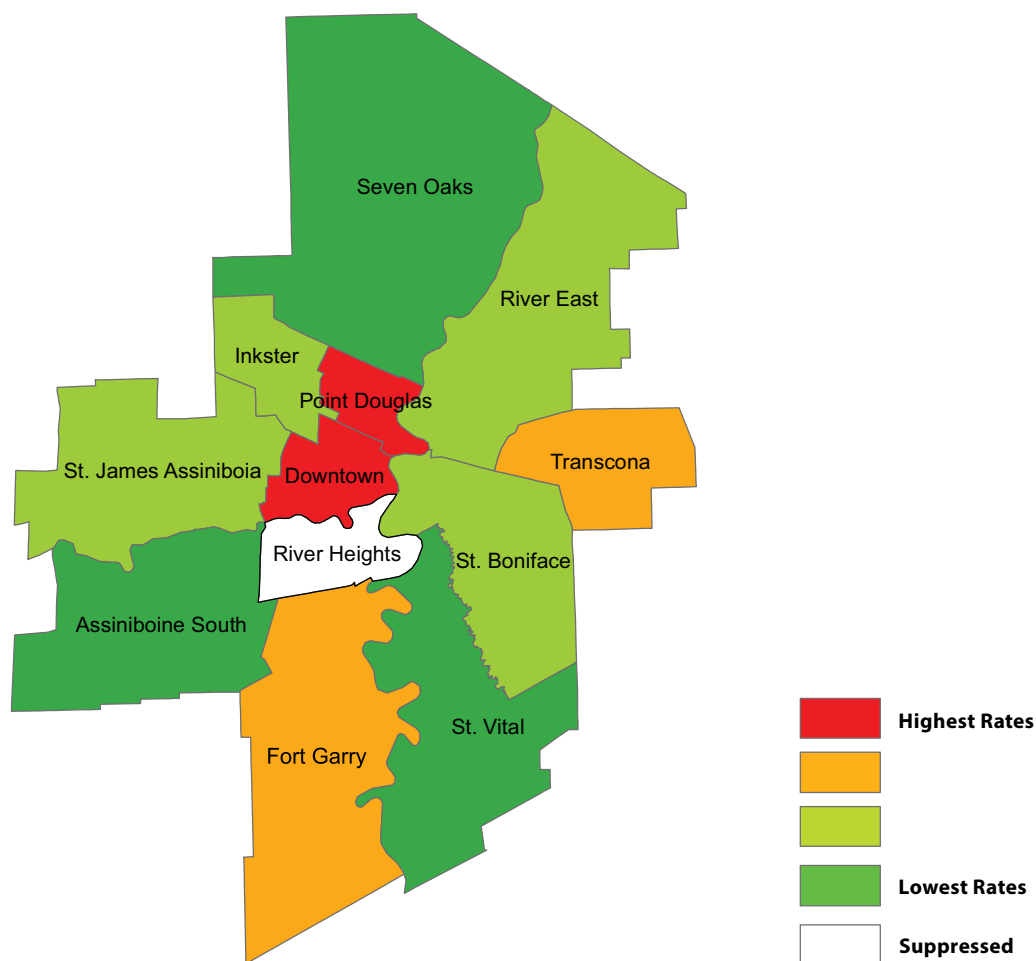 Seven Oaks
River East
Inkster
Point Douglas
St. James Assiniboia
Downtown
Transcona
River Heights
St. Boniface
Assiniboine South
St. Vital
Fort Garry
Highest Rates
Lowest Rates
Suppressed